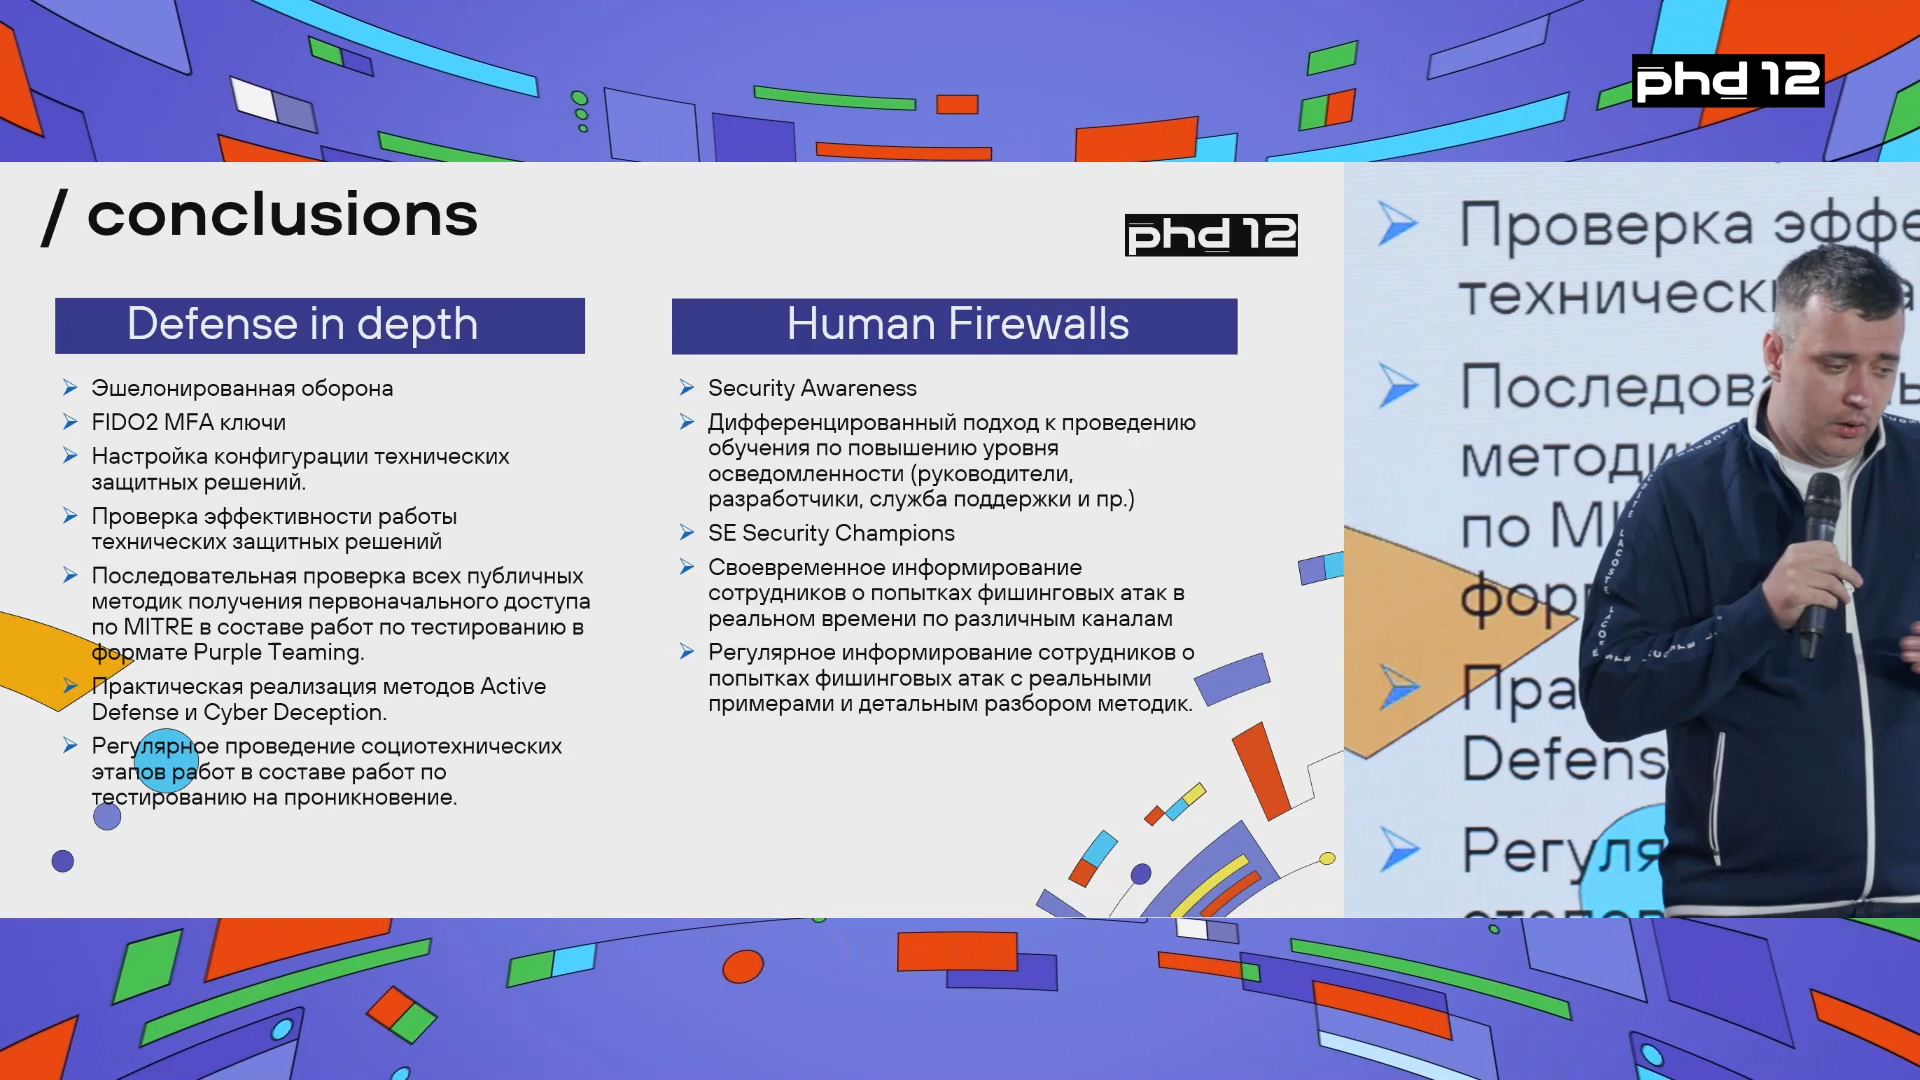 phd 12
/ conclusions
phd 12
Defense in depth
Эшелонированная оборона
FIDO2 MFA ключи
Настройка конфигурации технических
защитных решений.
Проверка эффективности работы
технических защитных решений
Последовательная проверка всех публичных
методик получения первоначального доступа
по MITRE в составе работ по тестированию в
формате Purple Teaming.
Практическая реализация методов Active
Defense и Cyber Deception.
Регулярное проведение социотехнических
этапов работ в составе работ по
тестированию на проникновение.
Human Firewalls
Security Awareness
Дифференцированный подход к проведению
обучения по повышению уровня
осведомленности (руководители,
разработчики, служба поддержки и пр.)
SE Security Champions
Своевременное информирование
сотрудников о попытках фишинговых атак в
реальном времени по различным каналам
Регулярное информирование сотрудников о
попытках фишинговых атак с реальными
примерами и детальным разбором методик.
Проверка эффе
технически
Последов
методи
по MI
фор
Пра
Defens
Регуля
LACOSTE